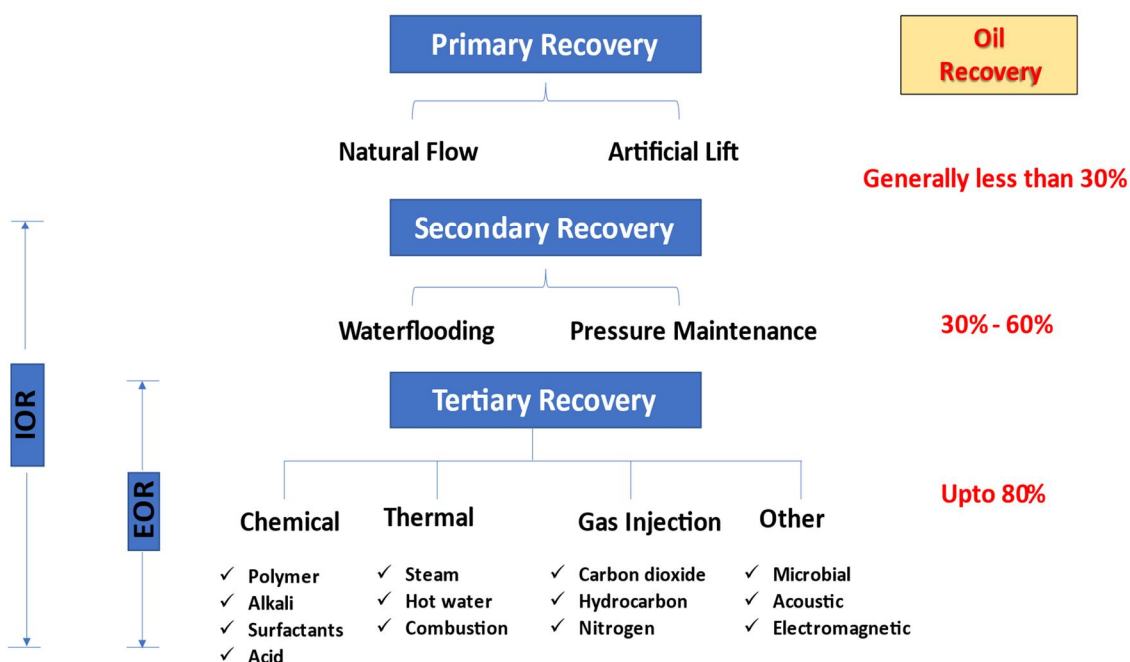 Primary Recovery
Oil
Recovery
Natural Flow
Artificial Lift
Generally less than 30%
Secondary Recovery
Waterflooding
Pressure Maintenance
30% - 60%
IOR
Tertiary Recovery
EOR
Upto 80%
Chemical
Thermal
Gas Injection
Other
✓ Polymer
✓ Alkali
✓ Surfactants
✓ Acid
✓ Steam
✓ Hot water
✓ Combustion
✓ Carbon dioxide
✓ Hydrocarbon
✓ Nitrogen
✓ Microbial
✓ Acoustic
✓ Electromagnetic